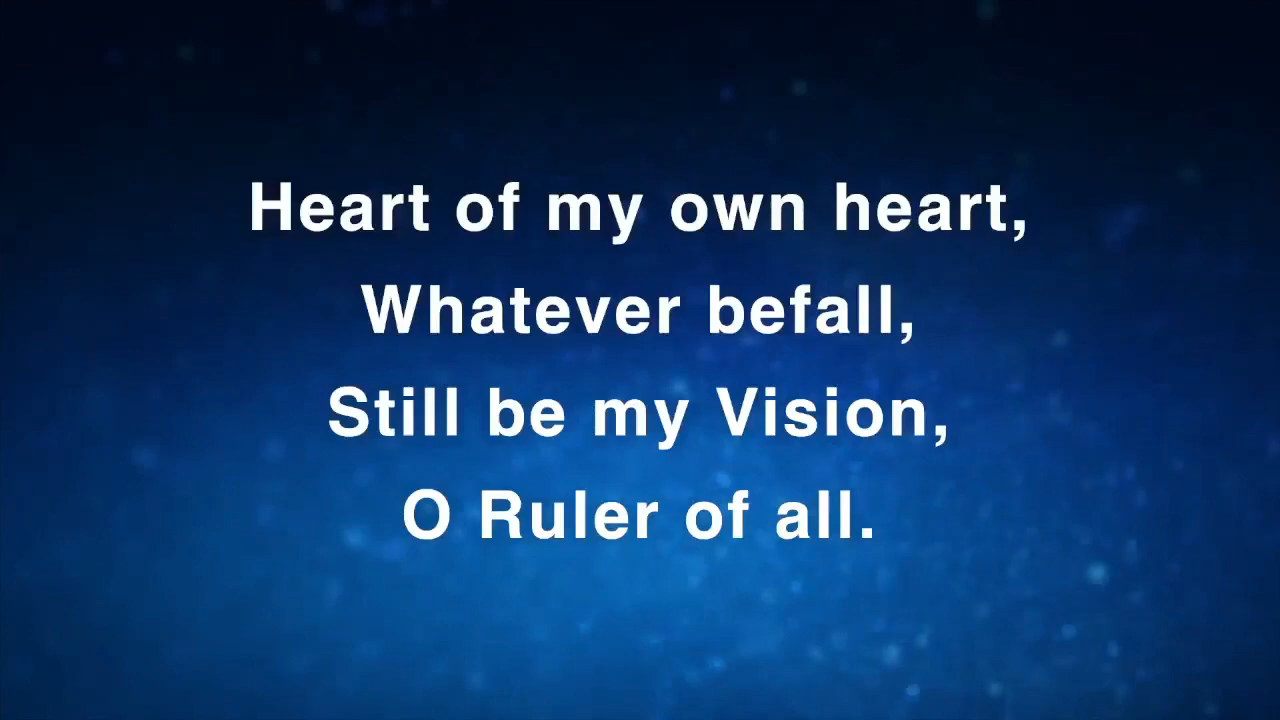 Heart of my own heart,
Whatever befall,
Still be my Vision,
O Ruler of all.